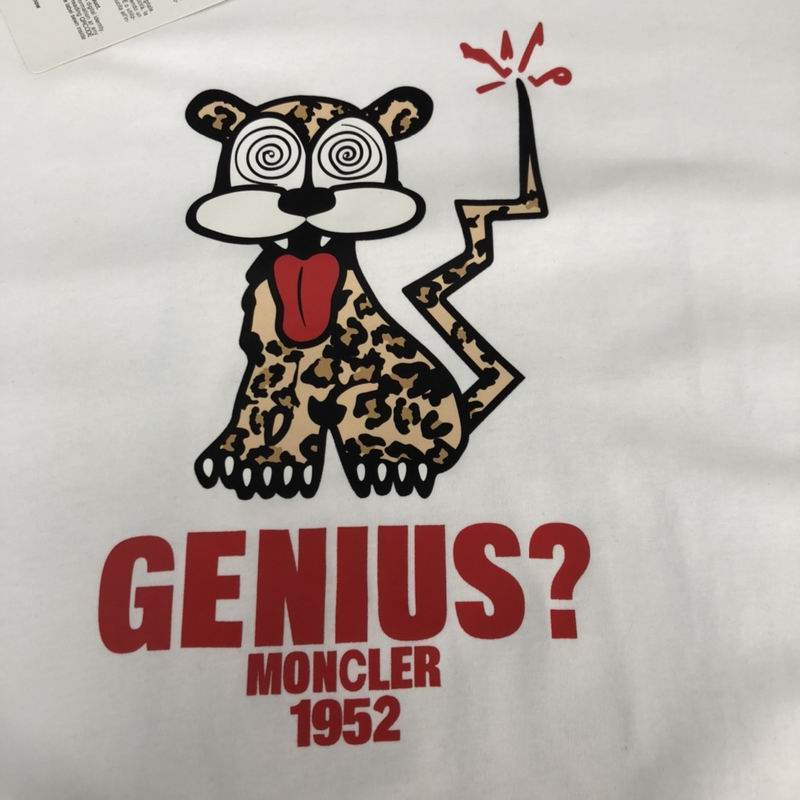 GENIUS?
MONCLER
1952